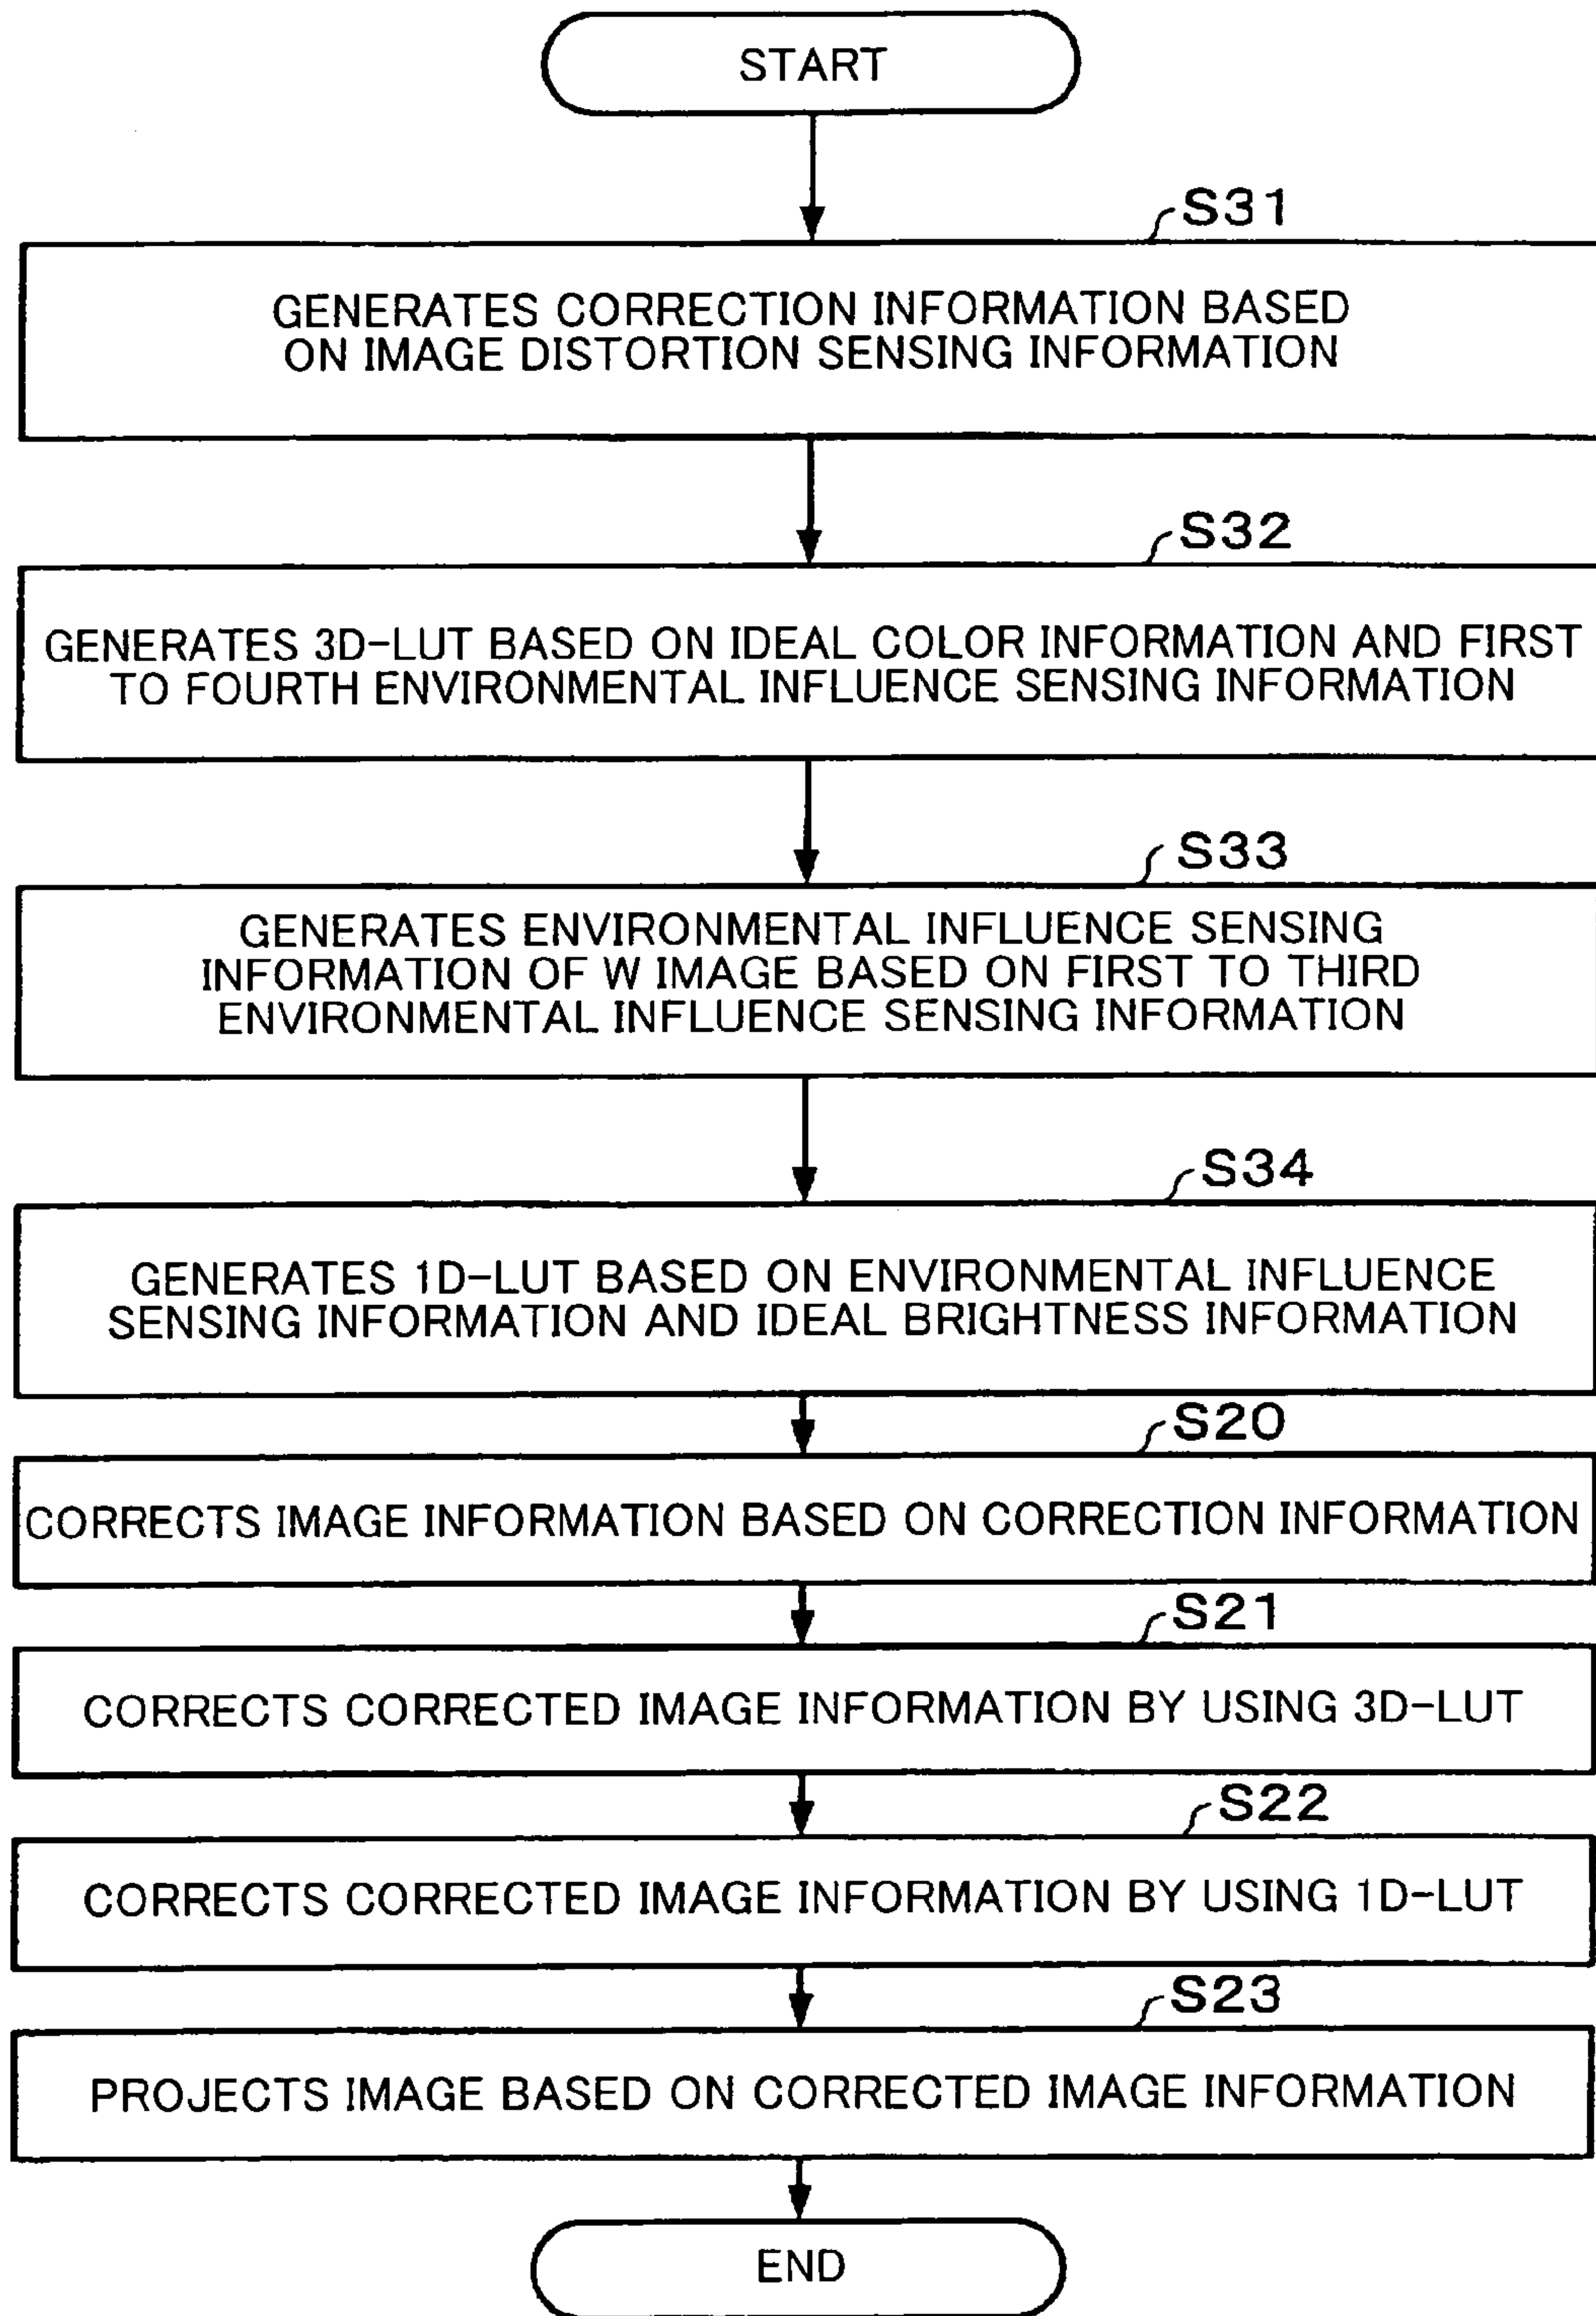 START
S31
GENERATES CORRECTION INFORMATION BASED
ON IMAGE DISTORTION SENSING INFORMATION
S32
GENERATES 3D-LUT BASED ON IDEAL COLOR INFORMATION AND FIRST
TO FOURTH ENVIRONMENTAL INFLUENCE SENSING INFORMATION
S33
GENERATES ENVIRONMENTAL INFLUENCE SENSING
INFORMATION OF W IMAGE BASED ON FIRST TO THIRD
ENVIRONMENTAL INFLUENCE SENSING INFORMATION
S34
GENERATES 1D-LUT BASED ON ENVIRONMENTAL INFLUENCE
SENSING INFORMATION AND IDEAL BRIGHTNESS INFORMATION
S20
CORRECTS IMAGE INFORMATION BASED ON CORRECTION INFORMATION
S21
CORRECTS CORRECTED IMAGE INFORMATION BY USING 3D-LUT
S22
CORRECTS CORRECTED IMAGE INFORMATION BY USING 1D-LUT
S23
PROJECTS IMAGE BASED ON CORRECTED IMAGE INFORMATION
END